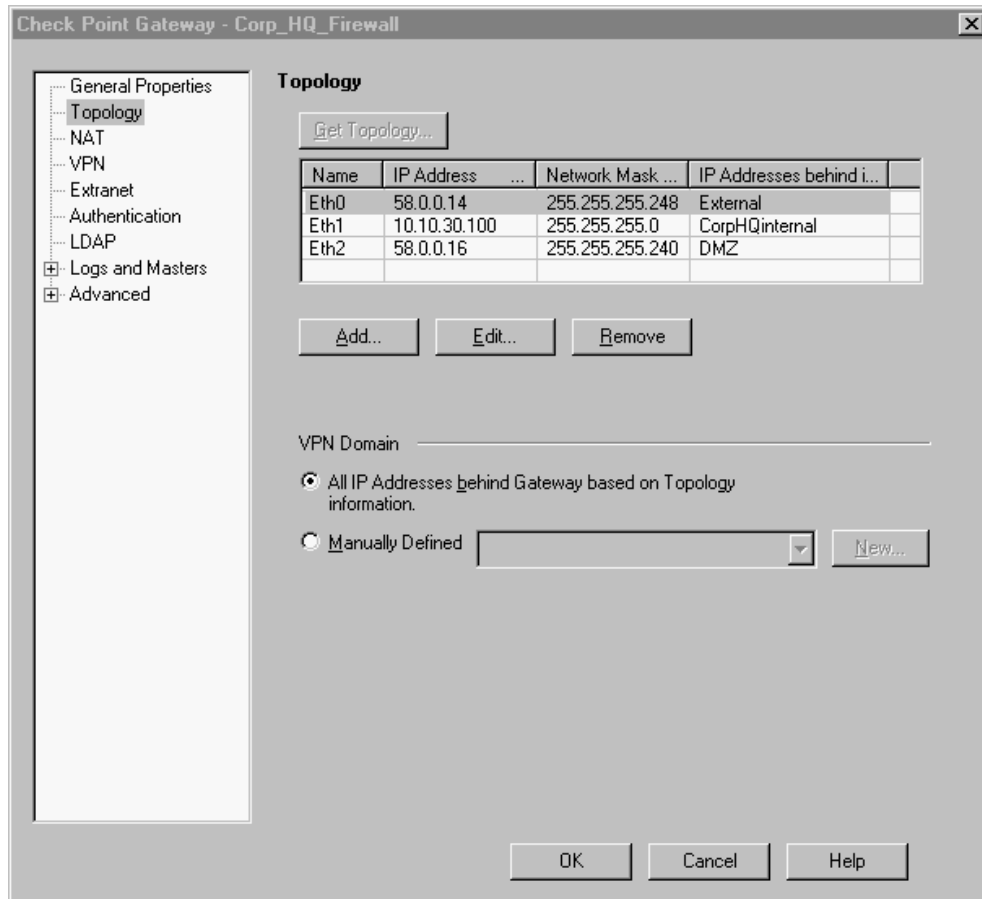 Check Point Gateway - Corp_HQ_Firewall
General Properties
Topology
NAT
VPN
Extranet
Authentication
LDAP
Logs and Masters
Advanced
Topology
Get Topology...
Name IP Address ... Network Mask ... IP Addresses behind i...
Eth0 58.0.0.14 255.255.255.248 External
Eth1 10.10.30.100 255.255.255.0 CorpHQinternal
Eth2 58.0.0.16 255.255.255.240 DMZ
Add... Edit... Remove
VPN Domain
All IP Addresses behind Gateway based on Topology
information.
Manually Defined New...
OK Cancel Help